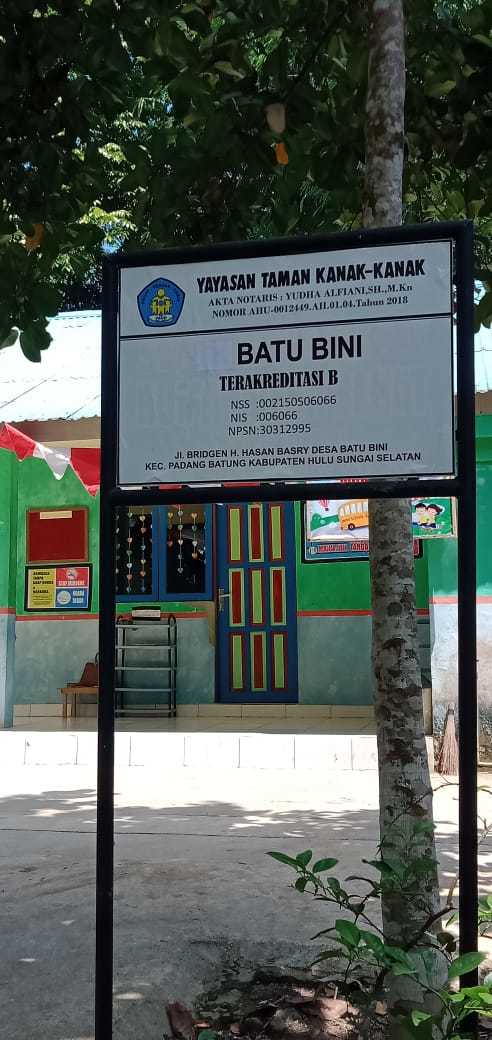 YAYASAN TAMAN KANAK-KANAK
AKTA NOTARIS : YUDHA ALFIANI,SH.,M.Kn
NOMOR AHU-0012449.AH.01.04.Tahun 2018
BATU BINI
TERAKREDITASI B
NSS :002150506066
NIS :006066
NPSN:30312995
Jl. BRIDGEN H. HASAN BASRY DESA BATU BINI
KEC. PADANG BATUNG KABUPATEN HULU SUNGAI SELATAN